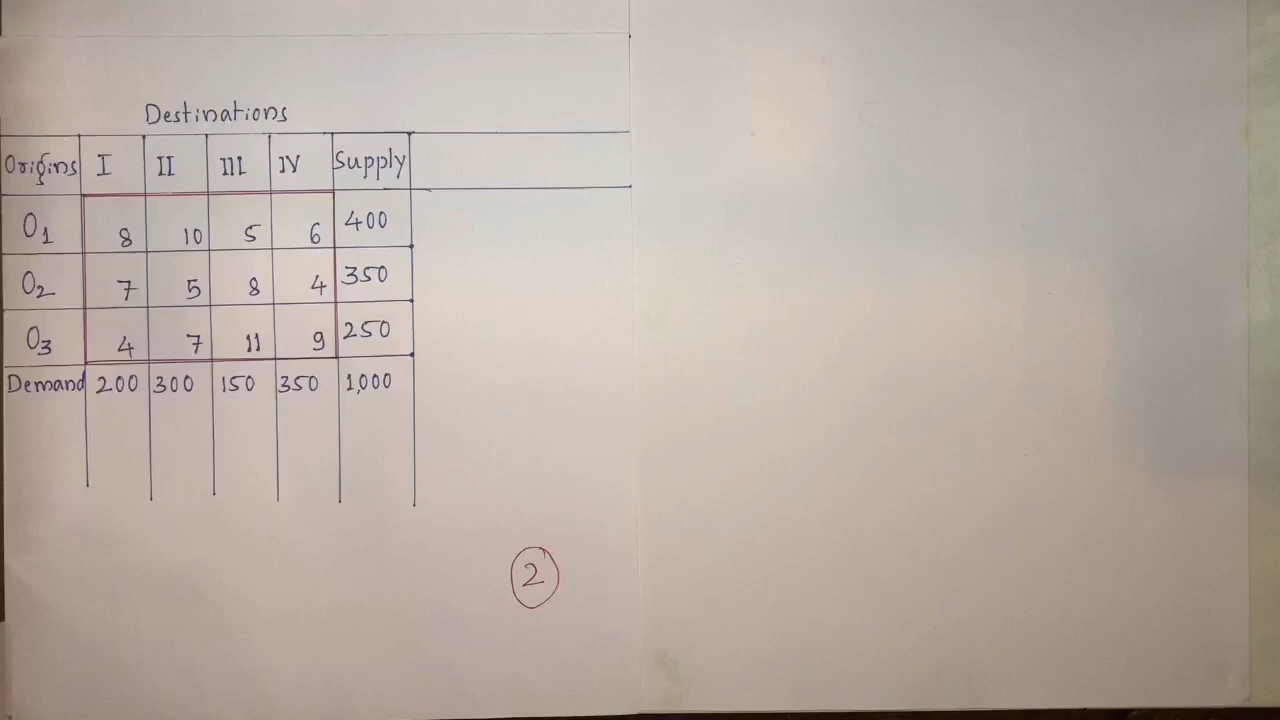 Destinations
Origins I II III IV Supply
O1 8 10 5 6 400
O2 7 5 8 4 350
O3 4 7 11 9 250
Demand 200 300 150 350 1,000
2